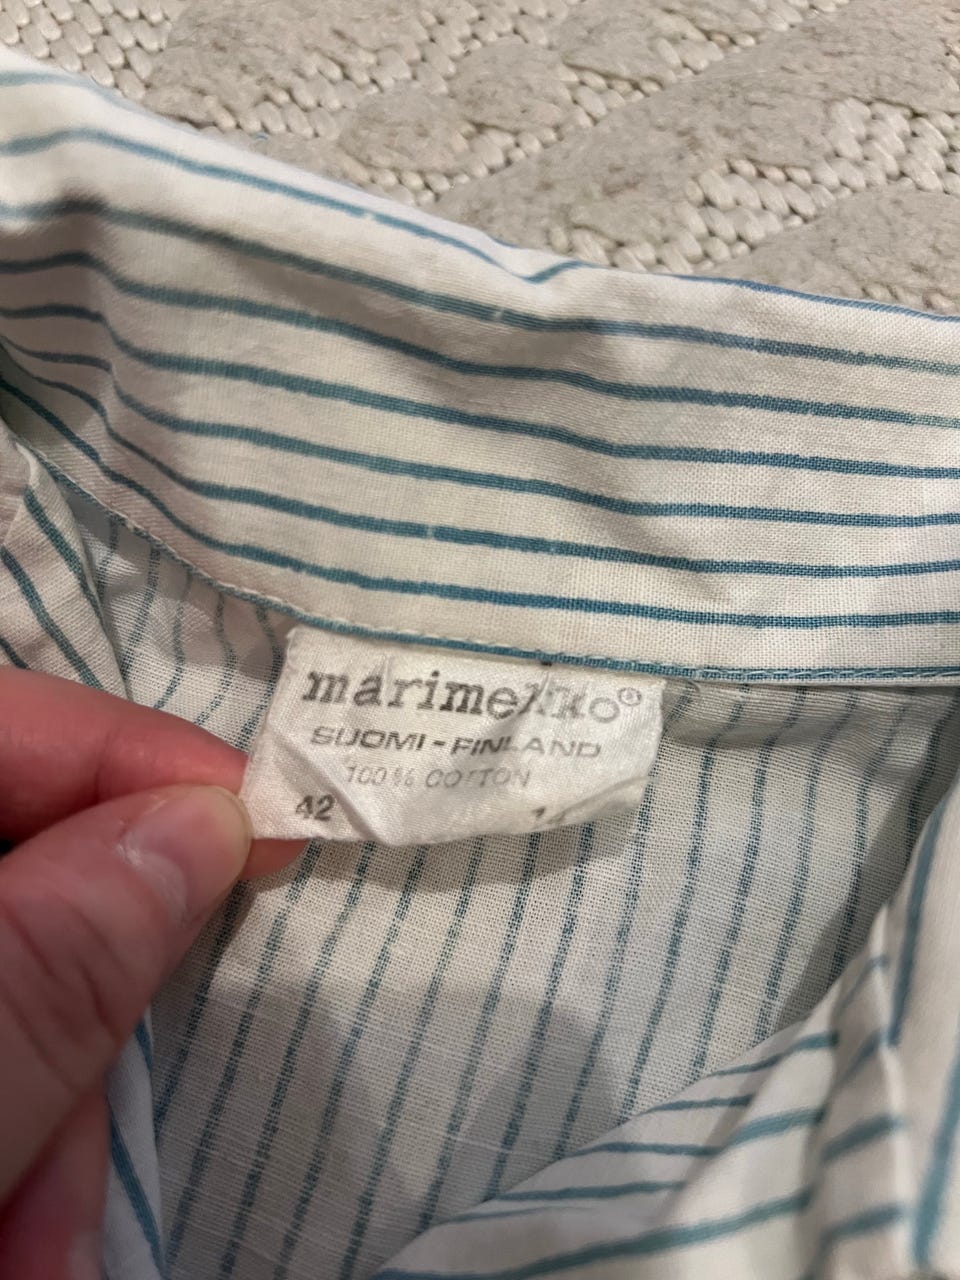 marimekko®
SUOMI - FINLAND
100% COTTON
42